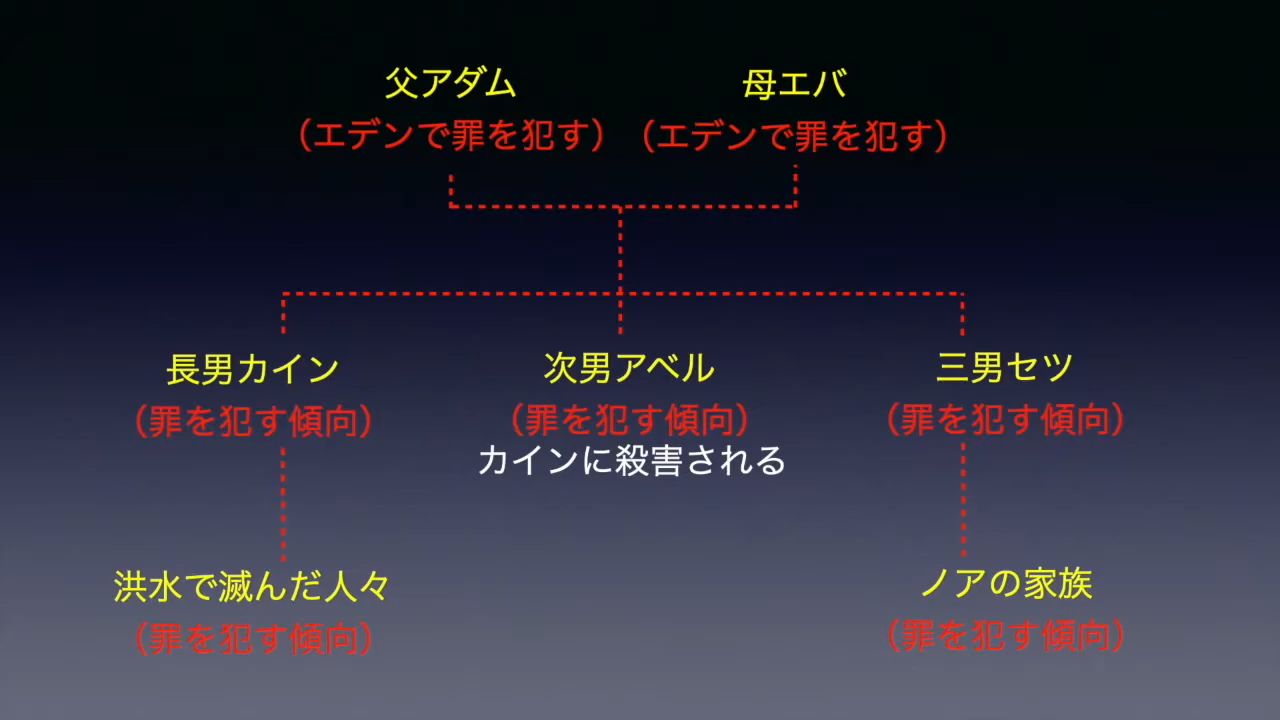 父アダム
母エバ
（エデンで罪を犯す）
（エデンで罪を犯す）
長男カイン
次男アベル
三男セツ
（罪を犯す傾向）
（罪を犯す傾向）
（罪を犯す傾向）
カインに殺害される
洪水で滅んだ人々
ノアの家族
（罪を犯す傾向）
（罪を犯す傾向）